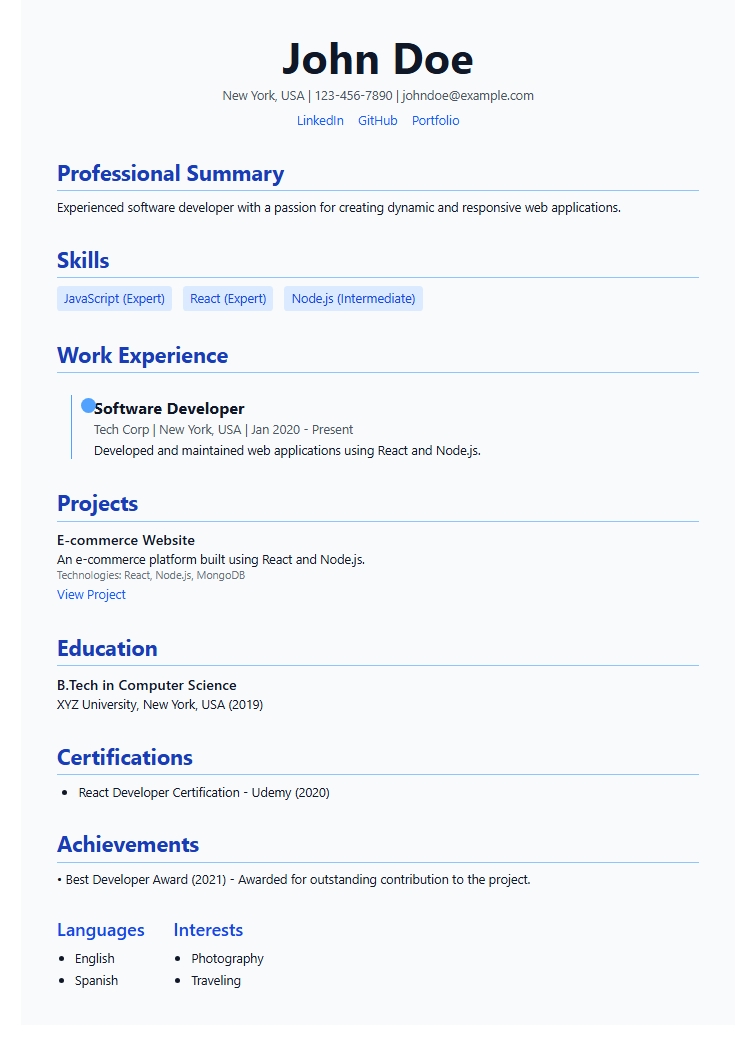 John Doe
New York, USA | 123-456-7890 | johndoe@example.com
LinkedIn GitHub Portfolio
Professional Summary
Experienced software developer with a passion for creating dynamic and responsive web applications.
Skills
JavaScript (Expert) React (Expert) Node.js (Intermediate)
Work Experience
Software Developer
Tech Corp | New York, USA | Jan 2020 - Present
Developed and maintained web applications using React and Node.js.
Projects
E-commerce Website
An e-commerce platform built using React and Node.js.
Technologies: React, Node.js, MongoDB
View Project
Education
B.Tech in Computer Science
XYZ University, New York, USA (2019)
Certifications
• React Developer Certification - Udemy (2020)
Achievements
• Best Developer Award (2021) - Awarded for outstanding contribution to the project.
Languages
• English
• Spanish
Interests
• Photography
• Traveling